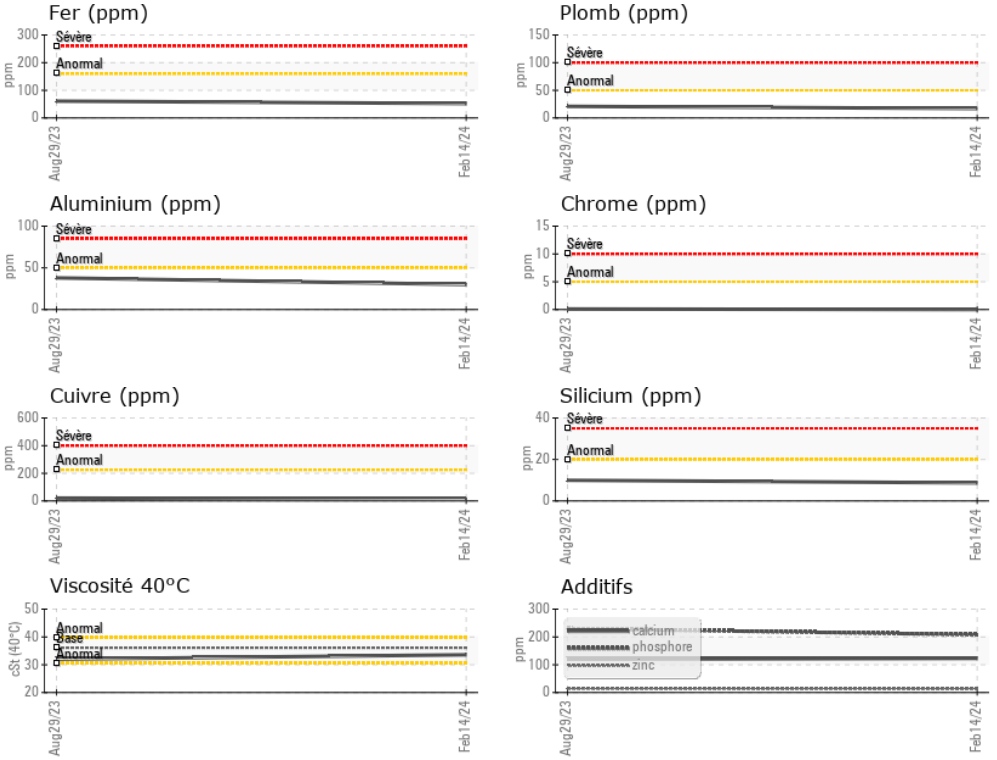 Fer (ppm)
300
200
100
0
ppm
Sévère
Anormal
Aug29/23
Feb14/24
Plomb (ppm)
150
100
50
0
ppm
Sévère
Anormal
Aug29/23
Feb14/24
Aluminium (ppm)
100
50
0
ppm
Sévère
Anormal
Aug29/23
Feb14/24
Chrome (ppm)
15
10
5
0
ppm
Sévère
Anormal
Aug29/23
Feb14/24
Cuivre (ppm)
600
400
200
0
ppm
Sévère
Anormal
Aug29/23
Feb14/24
Silicium (ppm)
40
20
0
ppm
Sévère
Anormal
Aug29/23
Feb14/24
Viscosité 40°C
50
40
30
20
cSt (40°C)
Anormal
Base
Anormal
Aug29/23
Feb14/24
Additifs
300
200
100
0
ppm
calcium
phosphore
zinc
Aug29/23
Feb14/24